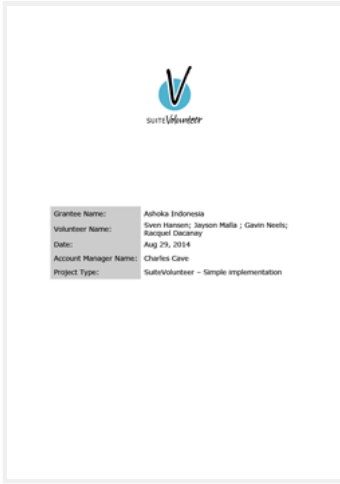 SUITEVolunteer
Grantee Name: Ashoka Indonesia
Volunteer Name: Sven Hansen; Jayson Malla ; Gavin Neels;
Racquel Dacanay
Date: Aug 29, 2014
Account Manager Name: Charles Cave
Project Type: SuiteVolunteer – Simple implementation